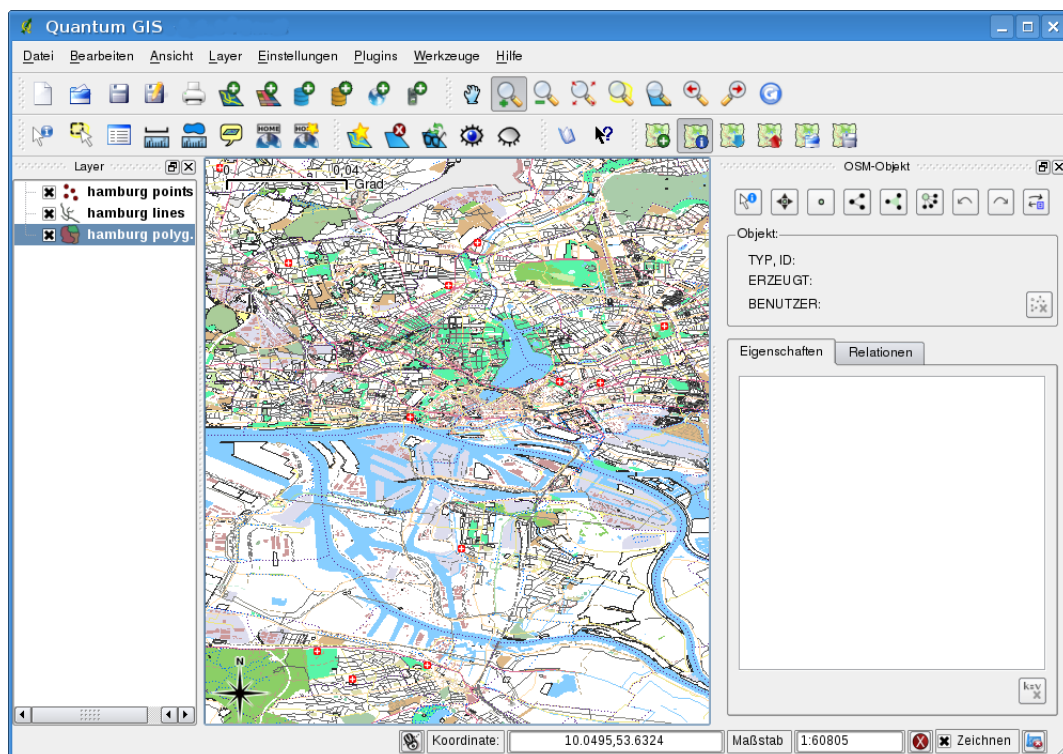 Quantum GIS
Datei Bearbeiten Ansicht Layer Einstellungen Plugins Werkzeuge Hilfe
HOME
Layer
hamburg points
hamburg lines
hamburg polyg.
0 0,04
Grad
N
OSM-Objekt
Objekt:
TYP, ID:
ERZEUGT:
BENUTZER:
Eigenschaften Relationen
k=v
Koordinate: 10.0495,53.6324 Maßstab 1:60805 Zeichnen